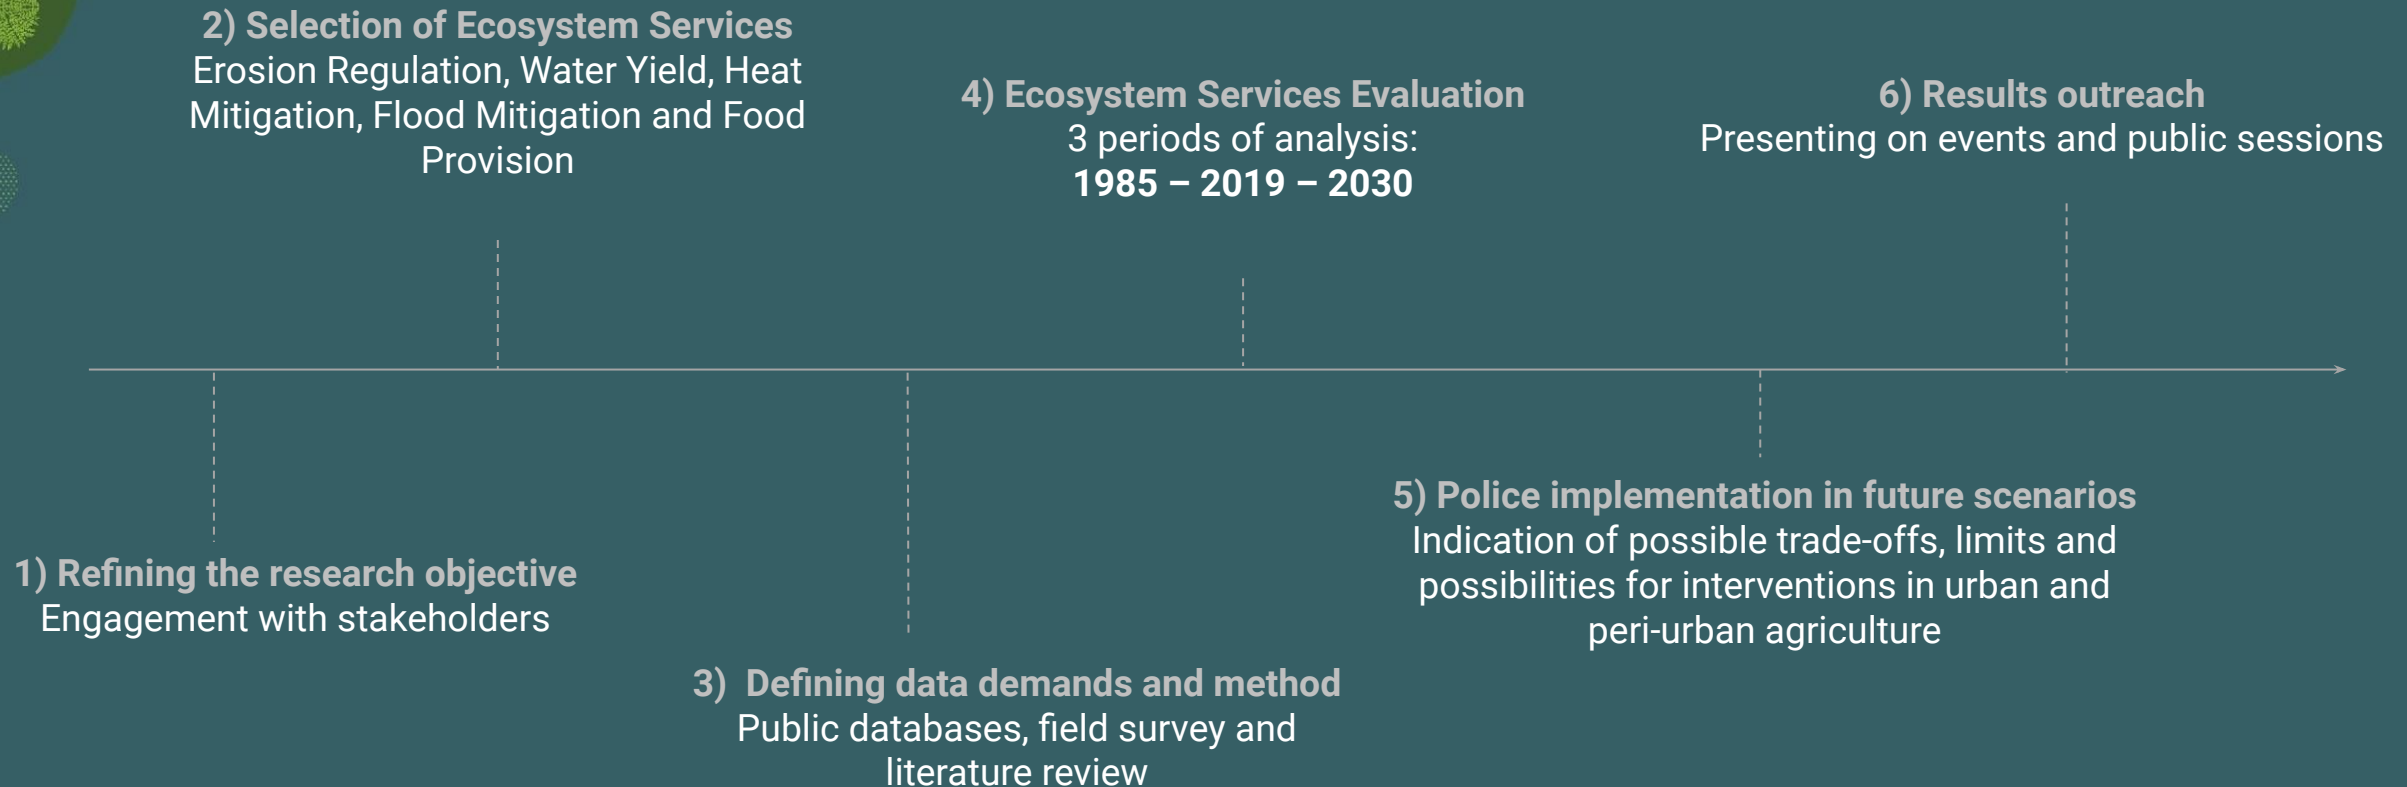 2) Selection of Ecosystem Services
Erosion Regulation, Water Yield, Heat
Mitigation, Flood Mitigation and Food
Provision
4) Ecosystem Services Evaluation
3 periods of analysis:
1985 – 2019 – 2030
6) Results outreach
Presenting on events and public sessions
1) Refining the research objective
Engagement with stakeholders
3) Defining data demands and method
Public databases, field survey and
literature review
5) Police implementation in future scenarios
Indication of possible trade-offs, limits and
possibilities for interventions in urban and
peri-urban agriculture